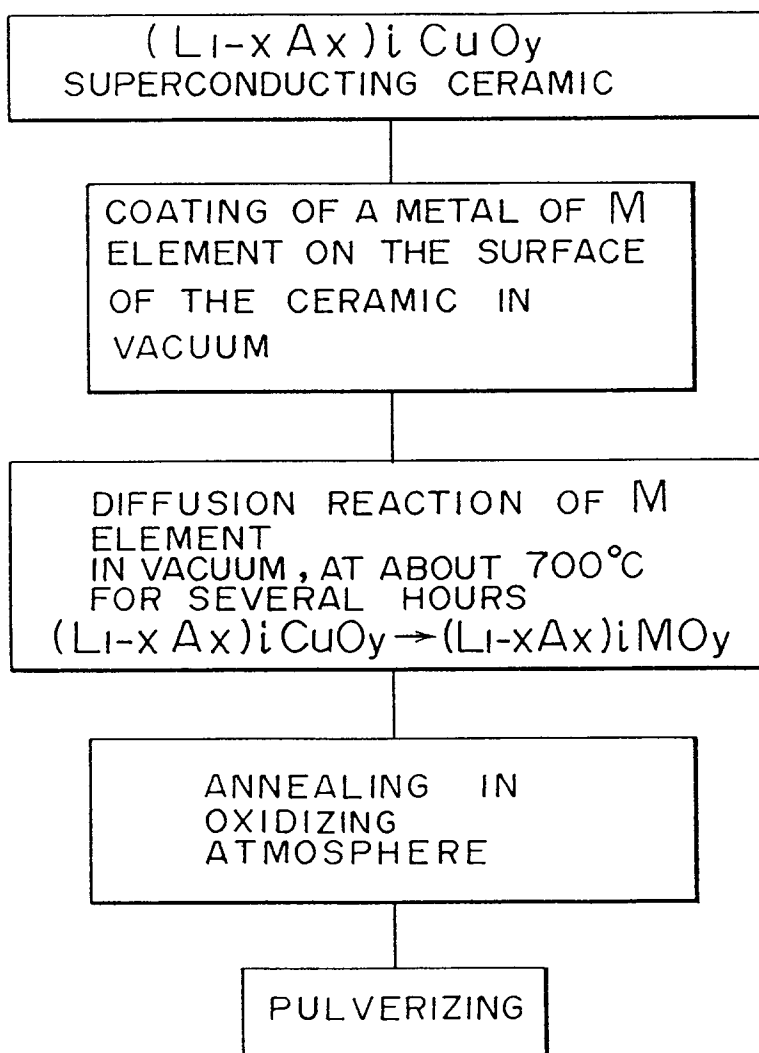 (L1-x Ax)i CuOy
SUPERCONDUCTING CERAMIC
COATING OF A METAL OF M
ELEMENT ON THE SURFACE
OF THE CERAMIC IN
VACUUM
DIFFUSION REACTION OF M
ELEMENT
IN VACUUM, AT ABOUT 700°C
FOR SEVERAL HOURS
(L1-x Ax)i CuOy→(L1-xAx)i MOy
ANNEALING IN
OXIDIZING
ATMOSPHERE
PULVERIZING